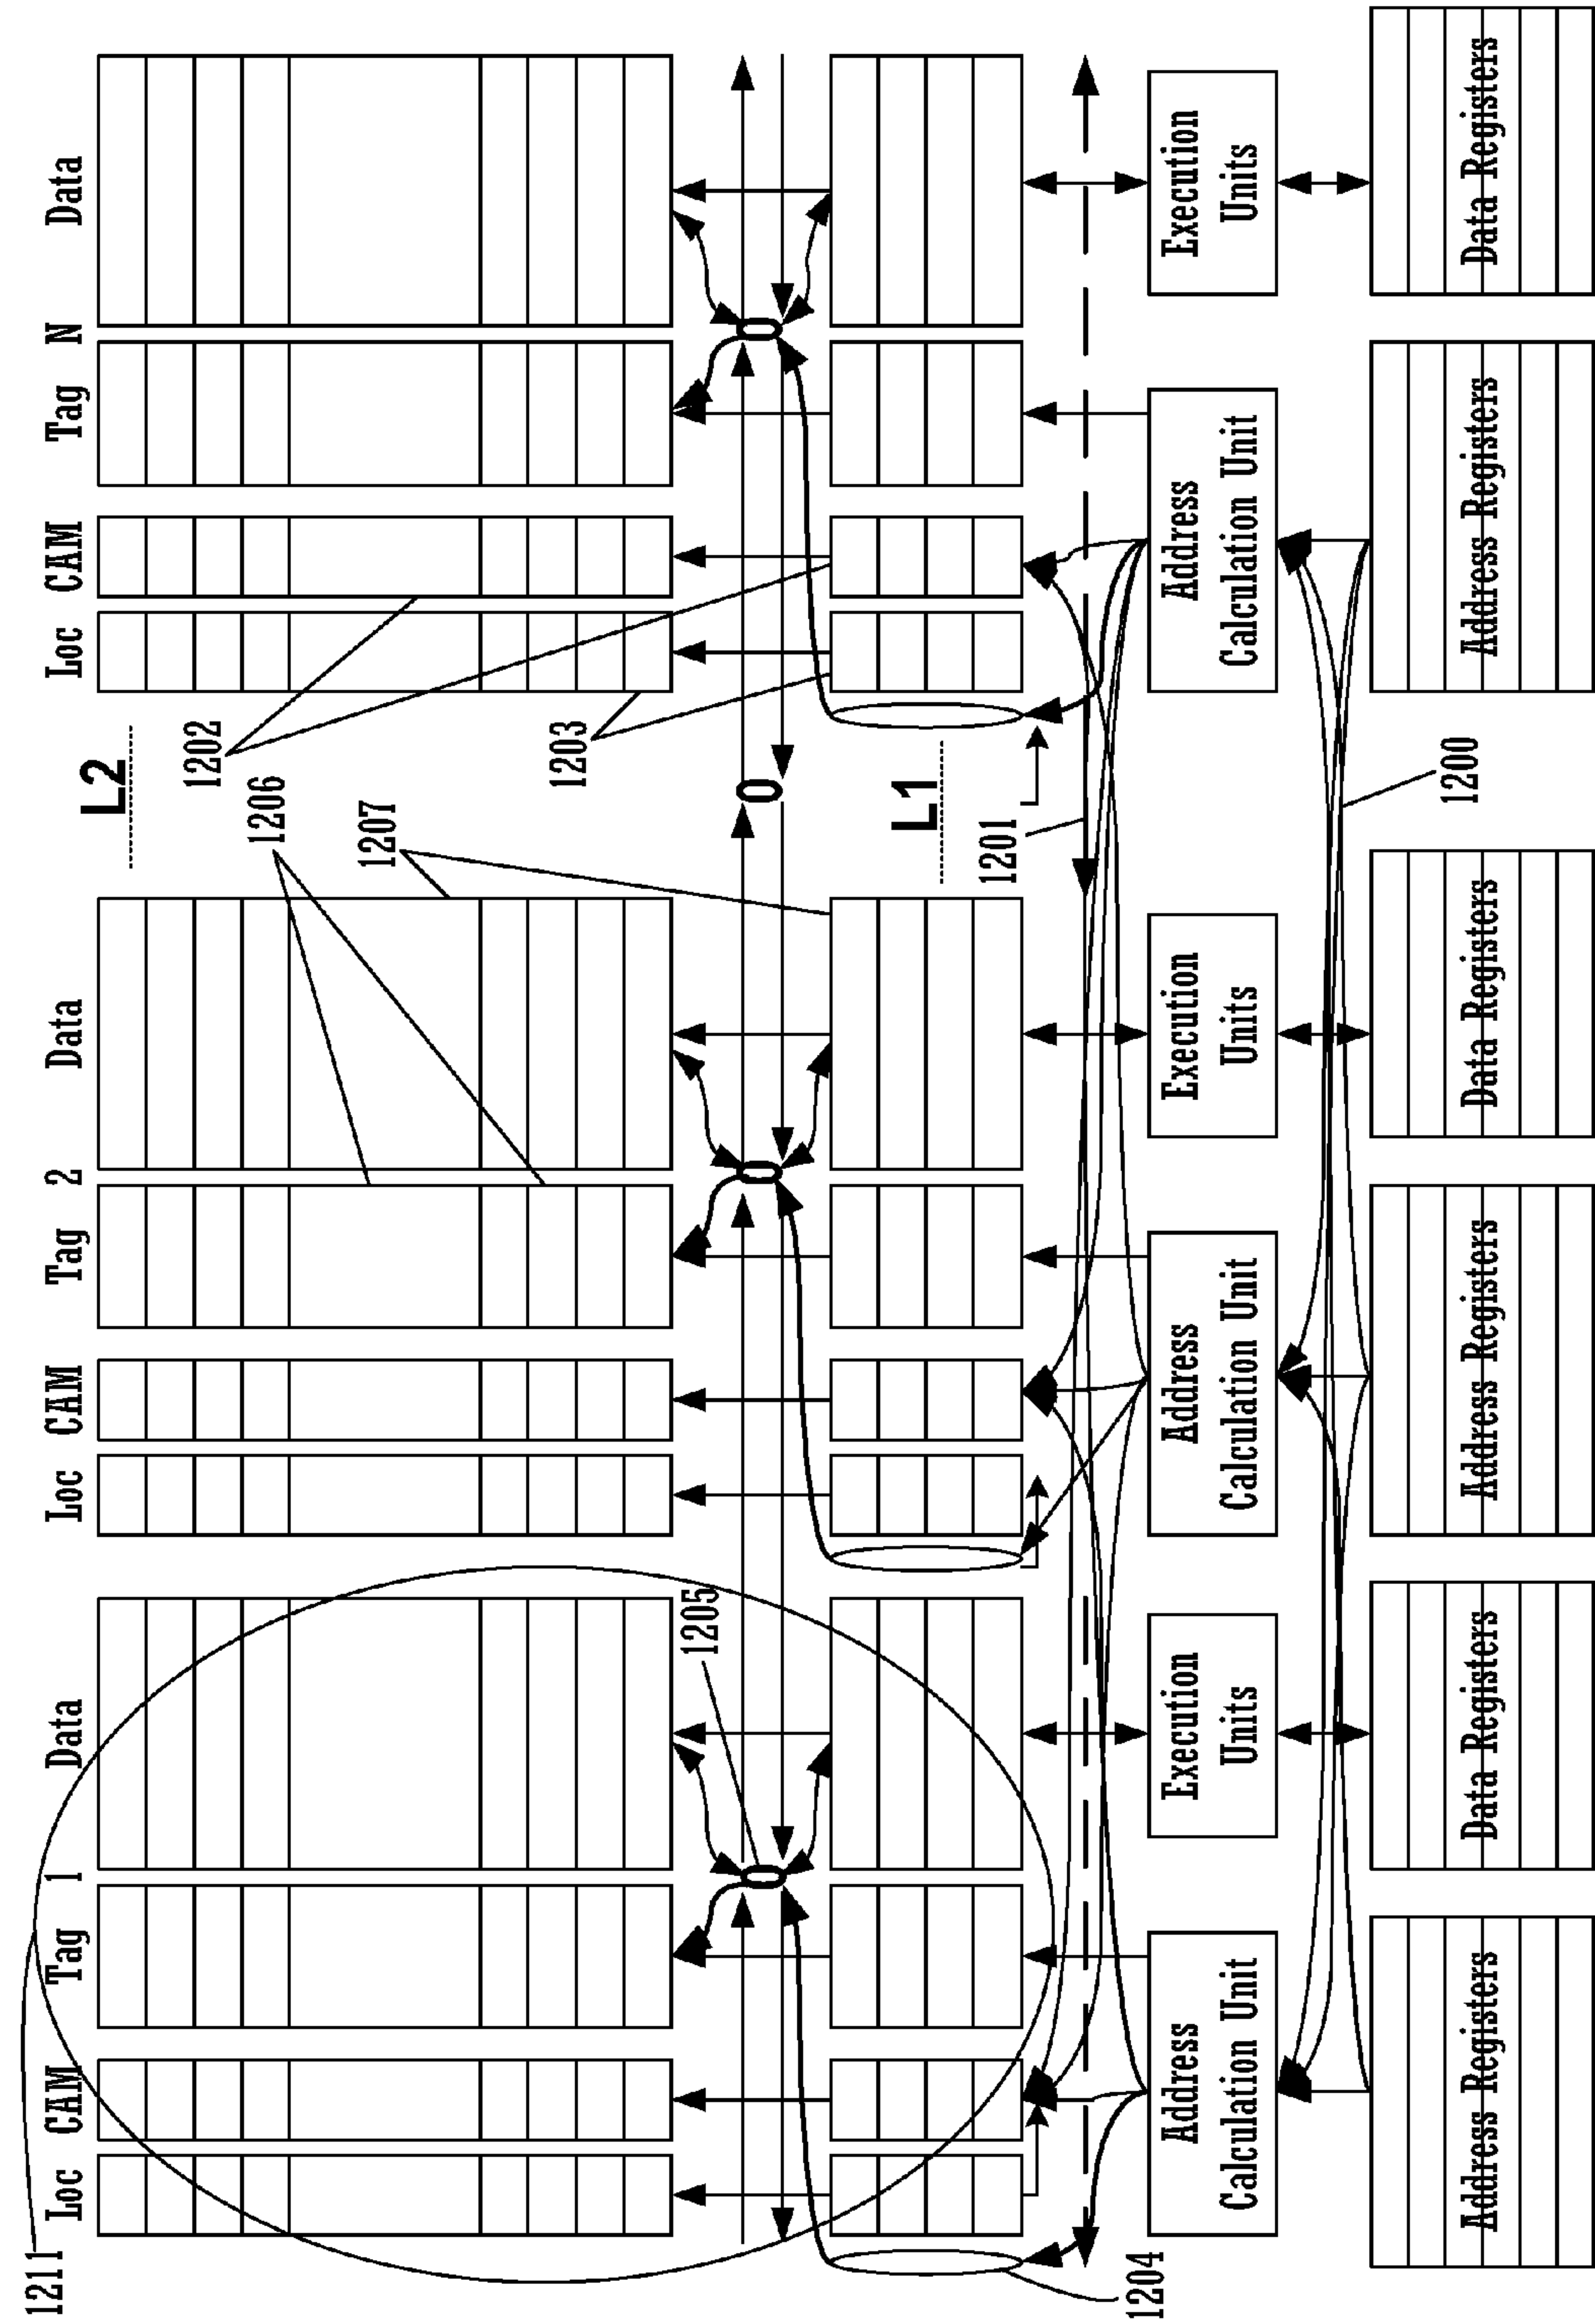 1211
Loc CAM Tag 1 Data Loc CAM Tag 2 Data Loc CAM Tag N Data
L2
1202
1206
1207
1203
1205
L1
1201
1204
Address Execution Address Execution Address Execution
Calculation Unit Units Calculation Unit Units Calculation Unit Units
1200
Address Registers Data Registers Address Registers Data Registers Address Registers Data Registers